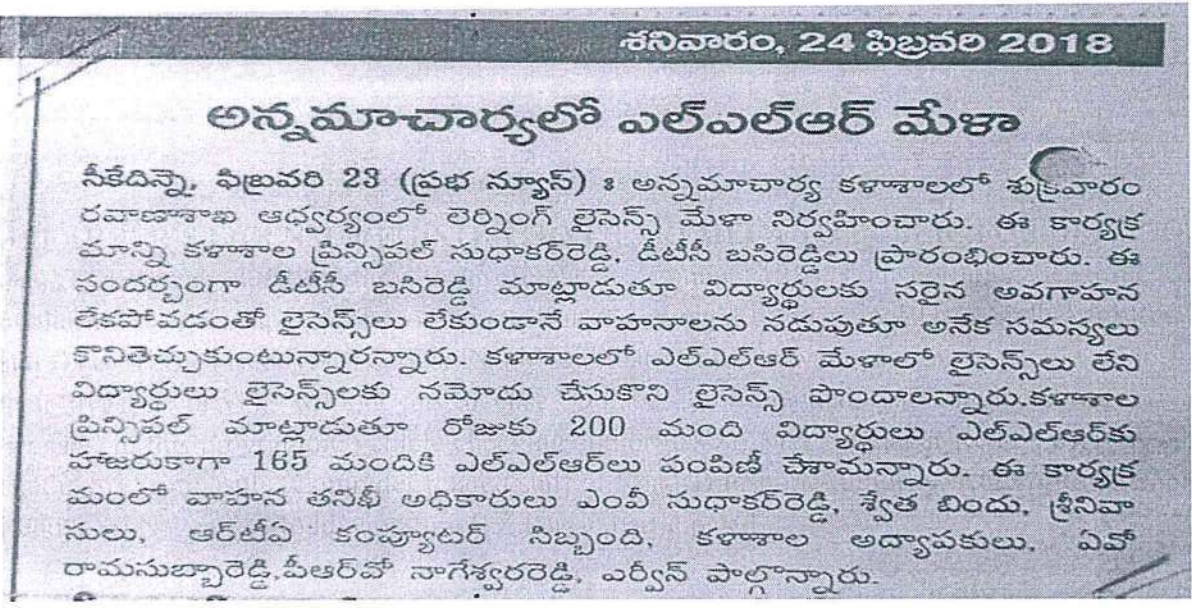 శనివారం, 24 ఫిబ్రవరి 2018
అన్నమాచార్యలో ఎల్ఎల్ఆర్ మేళా
సీకేదిన్నె, ఫిబ్రవరి 23 (ప్రభ న్యూస్) : అన్నమాచార్య కళాశాలలో శుక్రవారం
రవాణాశాఖ ఆధ్వర్యంలో లెర్నింగ్ లైసెన్స్ మేళా నిర్వహించారు. ఈ కార్యక్ర
మాన్ని కళాశాల ప్రిన్సిపల్ సుధాకర్‌రెడ్డి, డీటీసీ బసిరెడ్డిలు ప్రారంభించారు. ఈ
సందర్భంగా డీటీసీ బసిరెడ్డి మాట్లాడుతూ విద్యార్థులకు సరైన అవగాహన
లేకపోవడంతో లైసెన్స్‌లు లేకుండానే వాహనాలను నడుపుతూ అనేక సమస్యలు
కొనితెచ్చుకుంటున్నారన్నారు. కళాశాలలో ఎల్ఎల్ఆర్ మేళాలో లైసెన్స్‌లు లేని
విద్యార్థులు లైసెన్స్‌లకు నమోదు చేసుకొని లైసెన్స్ పొందాలన్నారు.కళాశాల
ప్రిన్సిపల్ మాట్లాడుతూ రోజుకు 200 మంది విద్యార్థులు ఎల్ఎల్ఆర్‌కు
హాజరుకాగా 165 మందికి ఎల్ఎల్ఆర్‌లు పంపిణీ చేశామన్నారు. ఈ కార్యక్ర
మంలో వాహన తనిఖీ అధికారులు ఎంవీ సుధాకర్‌రెడ్డి, శ్వేత బిందు, శ్రీనివా
సులు, ఆర్‌టీఏ కంప్యూటర్ సిబ్బంది, కళాశాల అధ్యాపకులు, ఏవో
రామసుబ్బారెడ్డి,పీఆర్‌వో నాగేశ్వరరెడ్డి, ఎర్విన్ పాల్గొన్నారు.